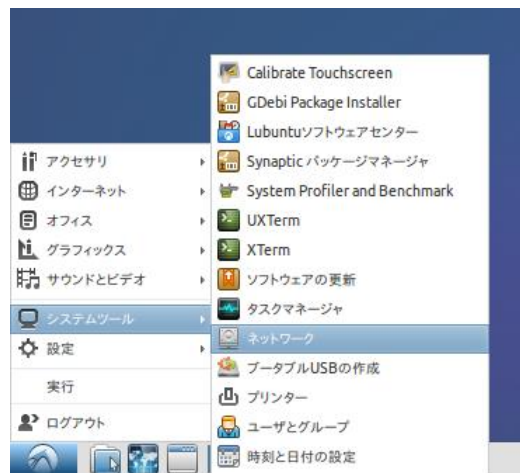 アクセサリ
インターネット
オフィス
グラフィックス
サウンドとビデオ
システムツール
設定
実行
ログアウト
Calibrate Touchscreen
GDebi Package Installer
Lubuntuソフトウェアセンター
Synaptic パッケージマネージャ
System Profiler and Benchmark
UXTerm
XTerm
ソフトウェアの更新
タスクマネージャ
ネットワーク
ブータブルUSBの作成
プリンター
ユーザとグループ
時刻と日付の設定